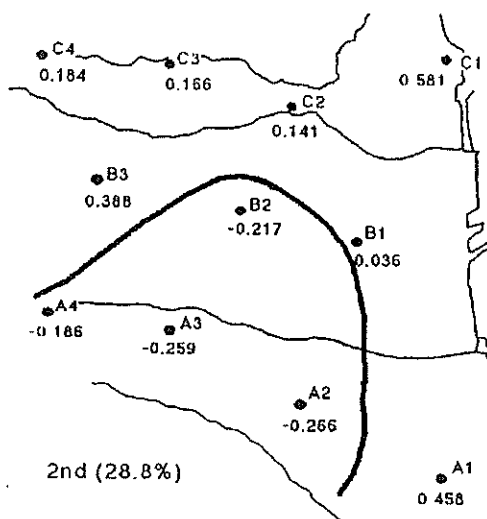 C4
0.184
C3
0.166
C1
0.581
C2
0.141
B3
0.388
B2
-0.217
B1
0.036
A4
-0.186
A3
-0.259
A2
-0.266
2nd (28.8%)
A1
0.458